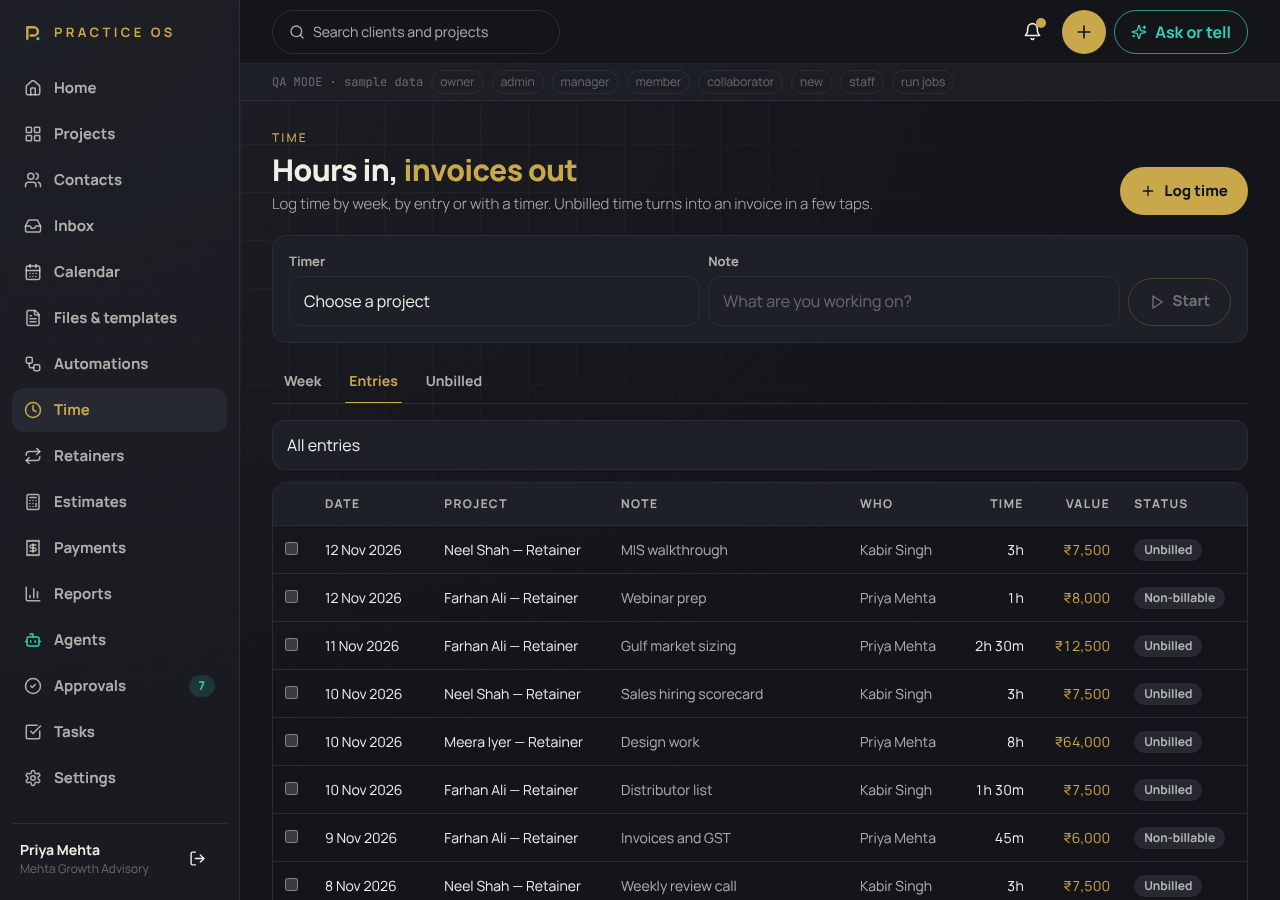 PRACTICE OS
Home
Projects
Contacts
Inbox
Calendar
Files & templates
Automations
Time
Retainers
Estimates
Payments
Reports
Agents
Approvals 7
Tasks
Settings
Priya Mehta
Mehta Growth Advisory
Search clients and projects
Ask or tell
QA MODE · sample data owner admin manager member collaborator new staff run jobs
TIME
Hours in, invoices out
Log time by week, by entry or with a timer. Unbilled time turns into an invoice in a few taps.
Log time
Timer Note
Choose a project What are you working on? Start
Week Entries Unbilled
All entries
DATE PROJECT NOTE WHO TIME VALUE STATUS
12 Nov 2026 Neel Shah — Retainer MIS walkthrough Kabir Singh 3h ₹7,500 Unbilled
12 Nov 2026 Farhan Ali — Retainer Webinar prep Priya Mehta 1h ₹8,000 Non-billable
11 Nov 2026 Farhan Ali — Retainer Gulf market sizing Priya Mehta 2h 30m ₹12,500 Unbilled
10 Nov 2026 Neel Shah — Retainer Sales hiring scorecard Kabir Singh 3h ₹7,500 Unbilled
10 Nov 2026 Meera Iyer — Retainer Design work Priya Mehta 8h ₹64,000 Unbilled
10 Nov 2026 Farhan Ali — Retainer Distributor list Kabir Singh 1h 30m ₹7,500 Unbilled
9 Nov 2026 Farhan Ali — Retainer Invoices and GST Priya Mehta 45m ₹6,000 Non-billable
8 Nov 2026 Neel Shah — Retainer Weekly review call Kabir Singh 3h ₹7,500 Unbilled